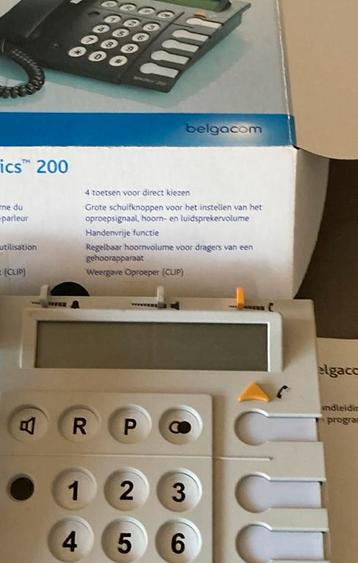 belgacom
ics™ 200
4 toetsen voor direct kiezen
me du
Grote schuifknoppen voor het instellen van het
parleur
oproepsignaal, hoorn- en luidsprekervolume
Handenvrije functie
utilisation
Regelbaar hoornvolume voor dragers van een
gehoorapparaat
(CLIP)
Weergave Oproeper (CLIP)
elgaco
andleidin
progra
R P
1 2 3
4 5 6